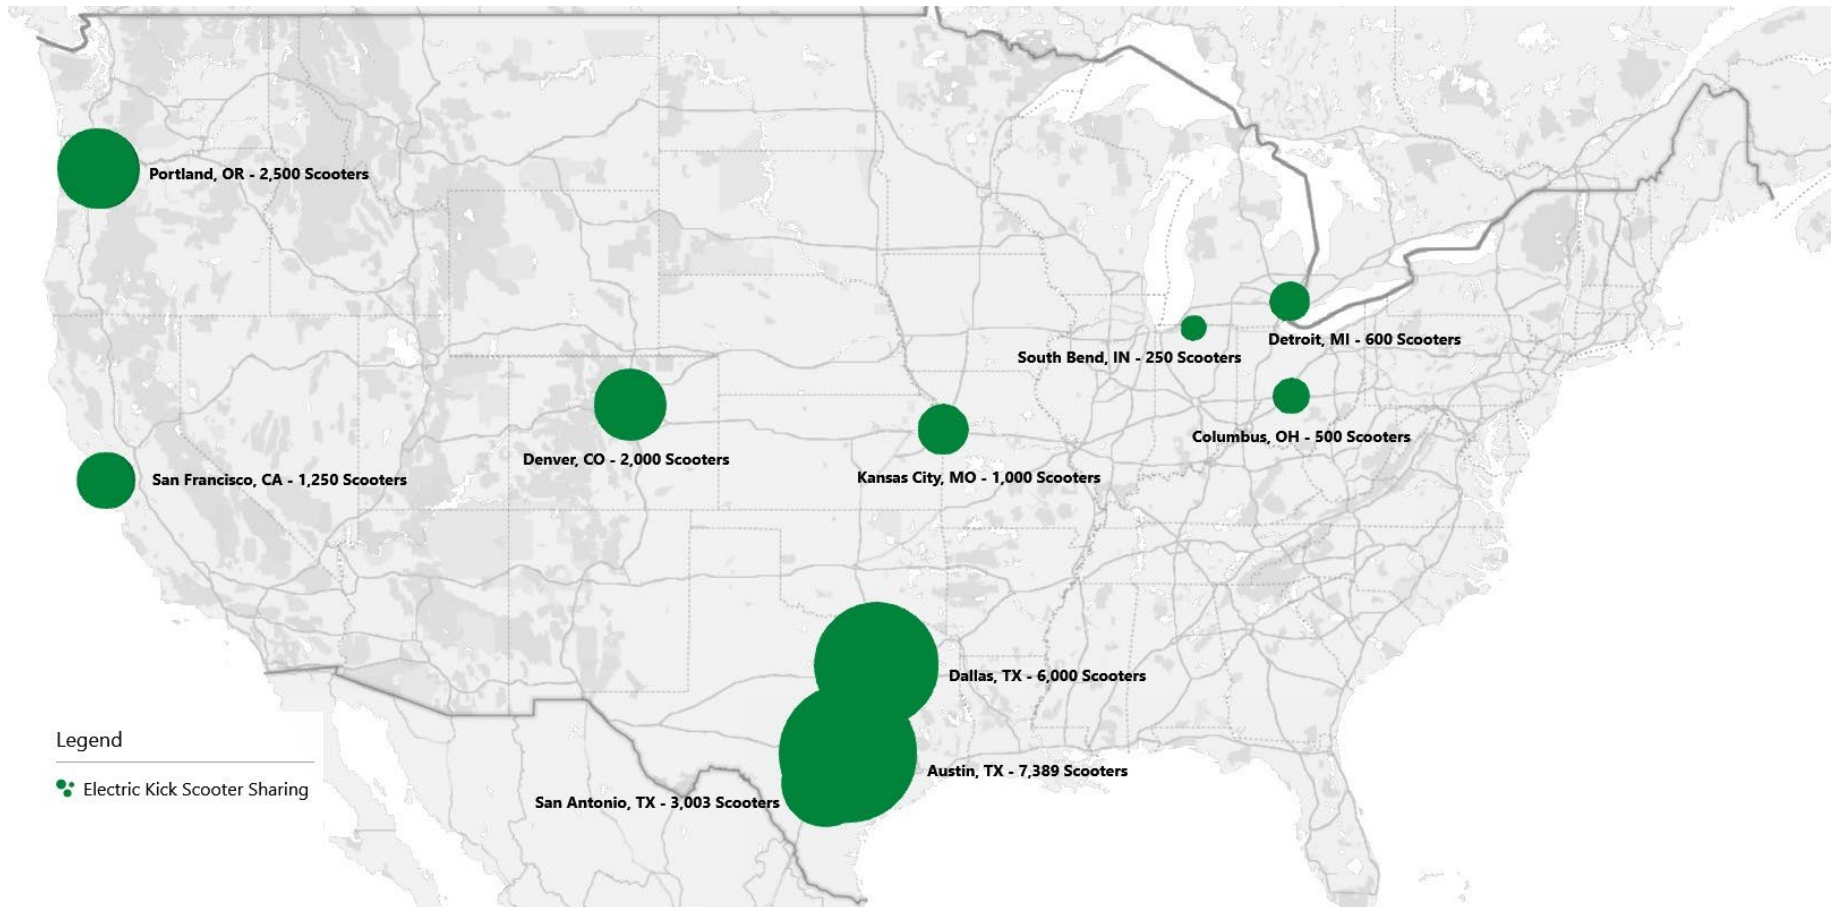 Portland, OR - 2,500 Scooters
Detroit, MI - 600 Scooters
South Bend, IN - 250 Scooters
Columbus, OH - 500 Scooters
Denver, CO - 2,000 Scooters
Kansas City, MO - 1,000 Scooters
San Francisco, CA - 1,250 Scooters
Dallas, TX - 6,000 Scooters
Austin, TX - 7,389 Scooters
San Antonio, TX - 3,003 Scooters
Legend
Electric Kick Scooter Sharing